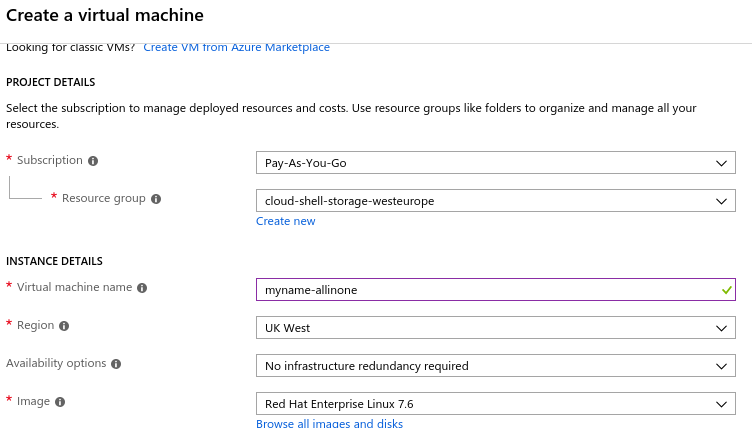 Create a virtual machine
Looking for classic VMs? Create VM from Azure Marketplace
PROJECT DETAILS
Select the subscription to manage deployed resources and costs. Use resource groups like folders to organize and manage all your
resources.
* Subscription
Pay-As-You-Go
* Resource group
cloud-shell-storage-westeurope
Create new
INSTANCE DETAILS
* Virtual machine name
myname-allinone
* Region
UK West
Availability options
No infrastructure redundancy required
* Image
Red Hat Enterprise Linux 7.6
Browse all images and disks